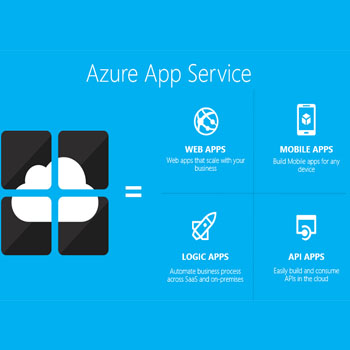 Azure App Service
=
WEB APPS
Web apps that scale with your
business
MOBILE APPS
Build Mobile apps for any
device
LOGIC APPS
Automate business process
across SaaS and on-premises
API APPS
Easily build and consume
APIs in the cloud